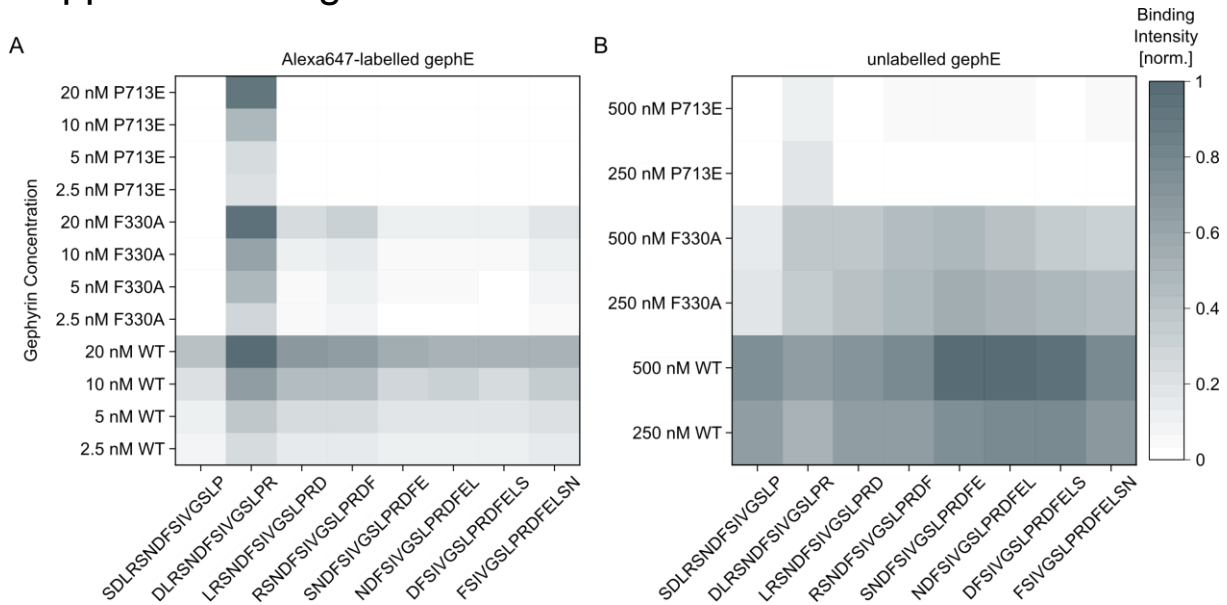 A
Alexa647-labelled gephE
Gephyrin Concentration
20 nM P713E
10 nM P713E
5 nM P713E
2.5 nM P713E
20 nM F330A
10 nM F330A
5 nM F330A
2.5 nM F330A
20 nM WT
10 nM WT
5 nM WT
2.5 nM WT
SDLRSNDFSIVGSLP
DLRSNDFSIVGSLPR
LRSNDFSIVGSLPRD
RSNDFSIVGSLPRDF
SNDFSIVGSLPRDFE
NDFSIVGSLPRDFEL
DFSIVGSLPRDFELS
FSIVGSLPRDFELSN
B
unlabelled gephE
500 nM P713E
250 nM P713E
500 nM F330A
250 nM F330A
500 nM WT
250 nM WT
SDLRSNDFSIVGSLP
DLRSNDFSIVGSLPR
LRSNDFSIVGSLPRD
RSNDFSIVGSLPRDF
SNDFSIVGSLPRDFE
NDFSIVGSLPRDFEL
DFSIVGSLPRDFELS
FSIVGSLPRDFELSN
Binding
Intensity
[norm.]
1
0.8
0.6
0.4
0.2
0